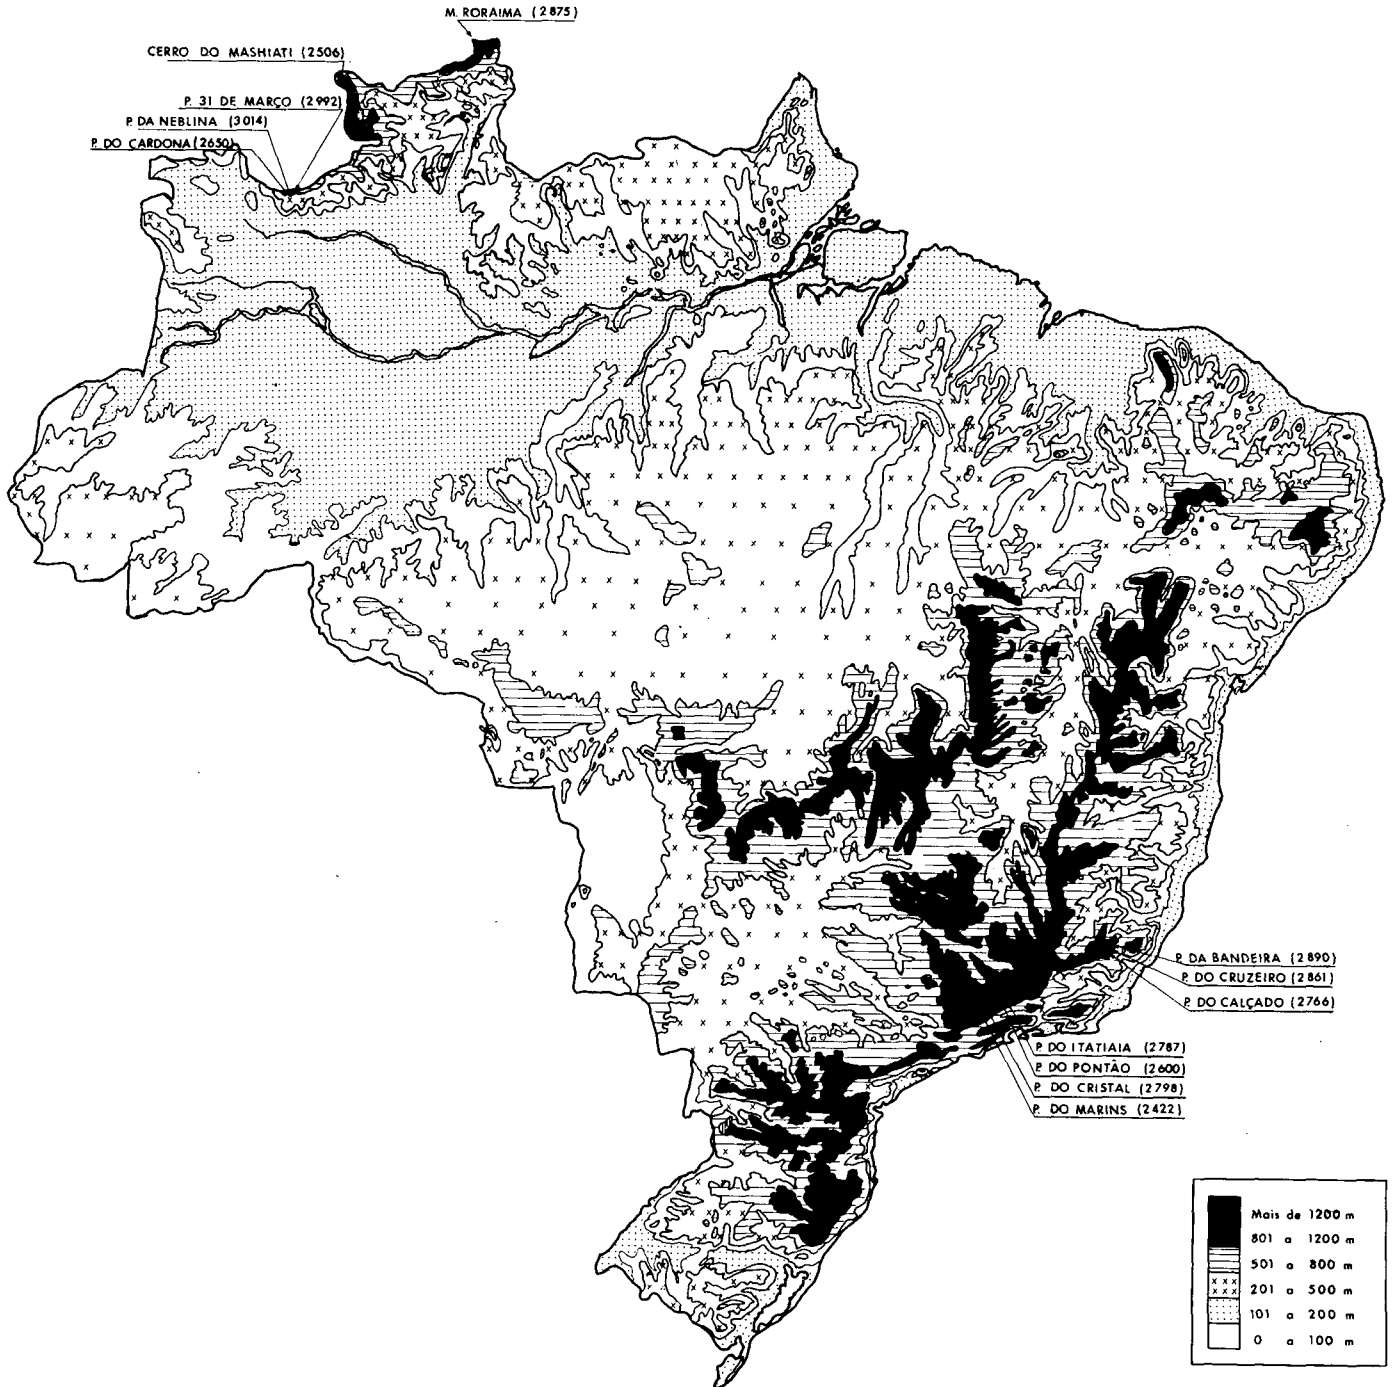 M. RORAIMA (2875)
CERRO DO MASHIATI (2506)
P. 31 DE MARÇO (2992)
P. DA NEBLINA (3014)
P. DO CARDONA (2650)
P. DA BANDEIRA (2890)
P. DO CRUZEIRO (2861)
P. DO CALÇADO (2766)
P. DO ITATIAIA (2787)
P. DO PONTÃO (2600)
P. DO CRISTAL (2798)
P. DO MARINS (2422)
Mais de 1200 m
801 a 1200 m
501 a 800 m
201 a 500 m
101 a 200 m
0 a 100 m